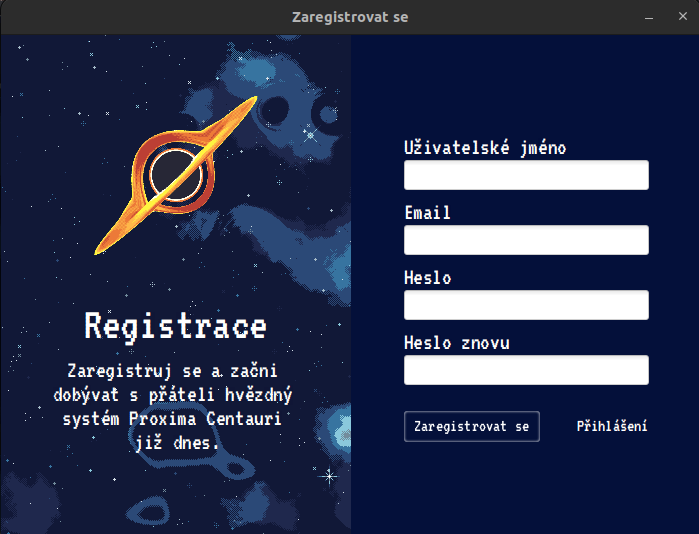 Zaregistrovat se
Registrace
Zaregistruj se a začni
dobývat s přáteli hvězdný
systém Proxima Centauri
již dnes.
Uživatelské jméno
Email
Heslo
Heslo znovu
Zaregistrovat se
Přihlášení